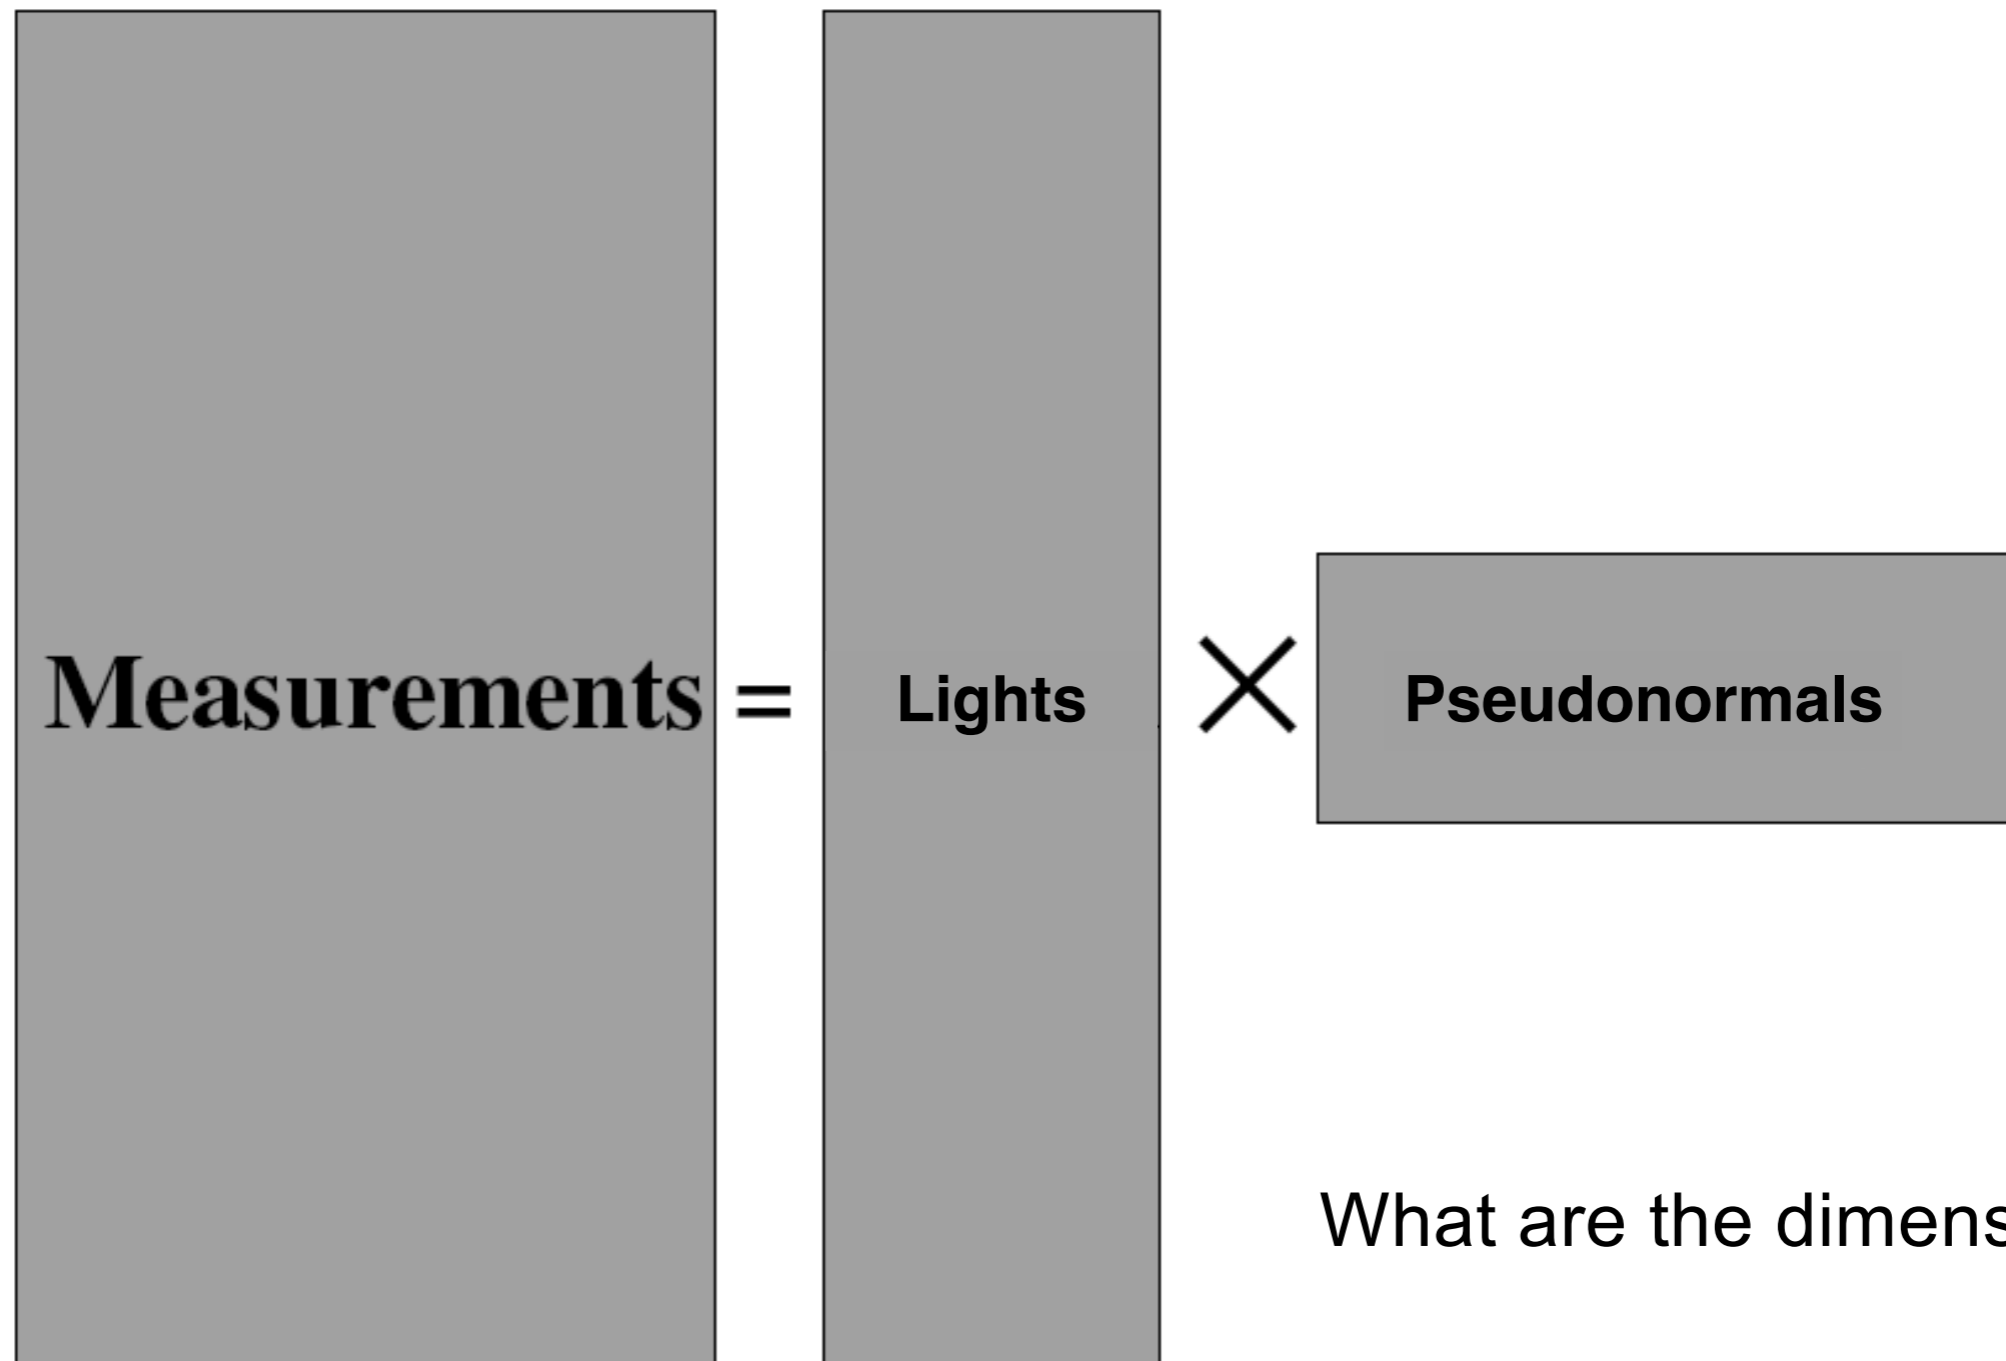 Measurements = Lights × Pseudonormals
What are the dimens